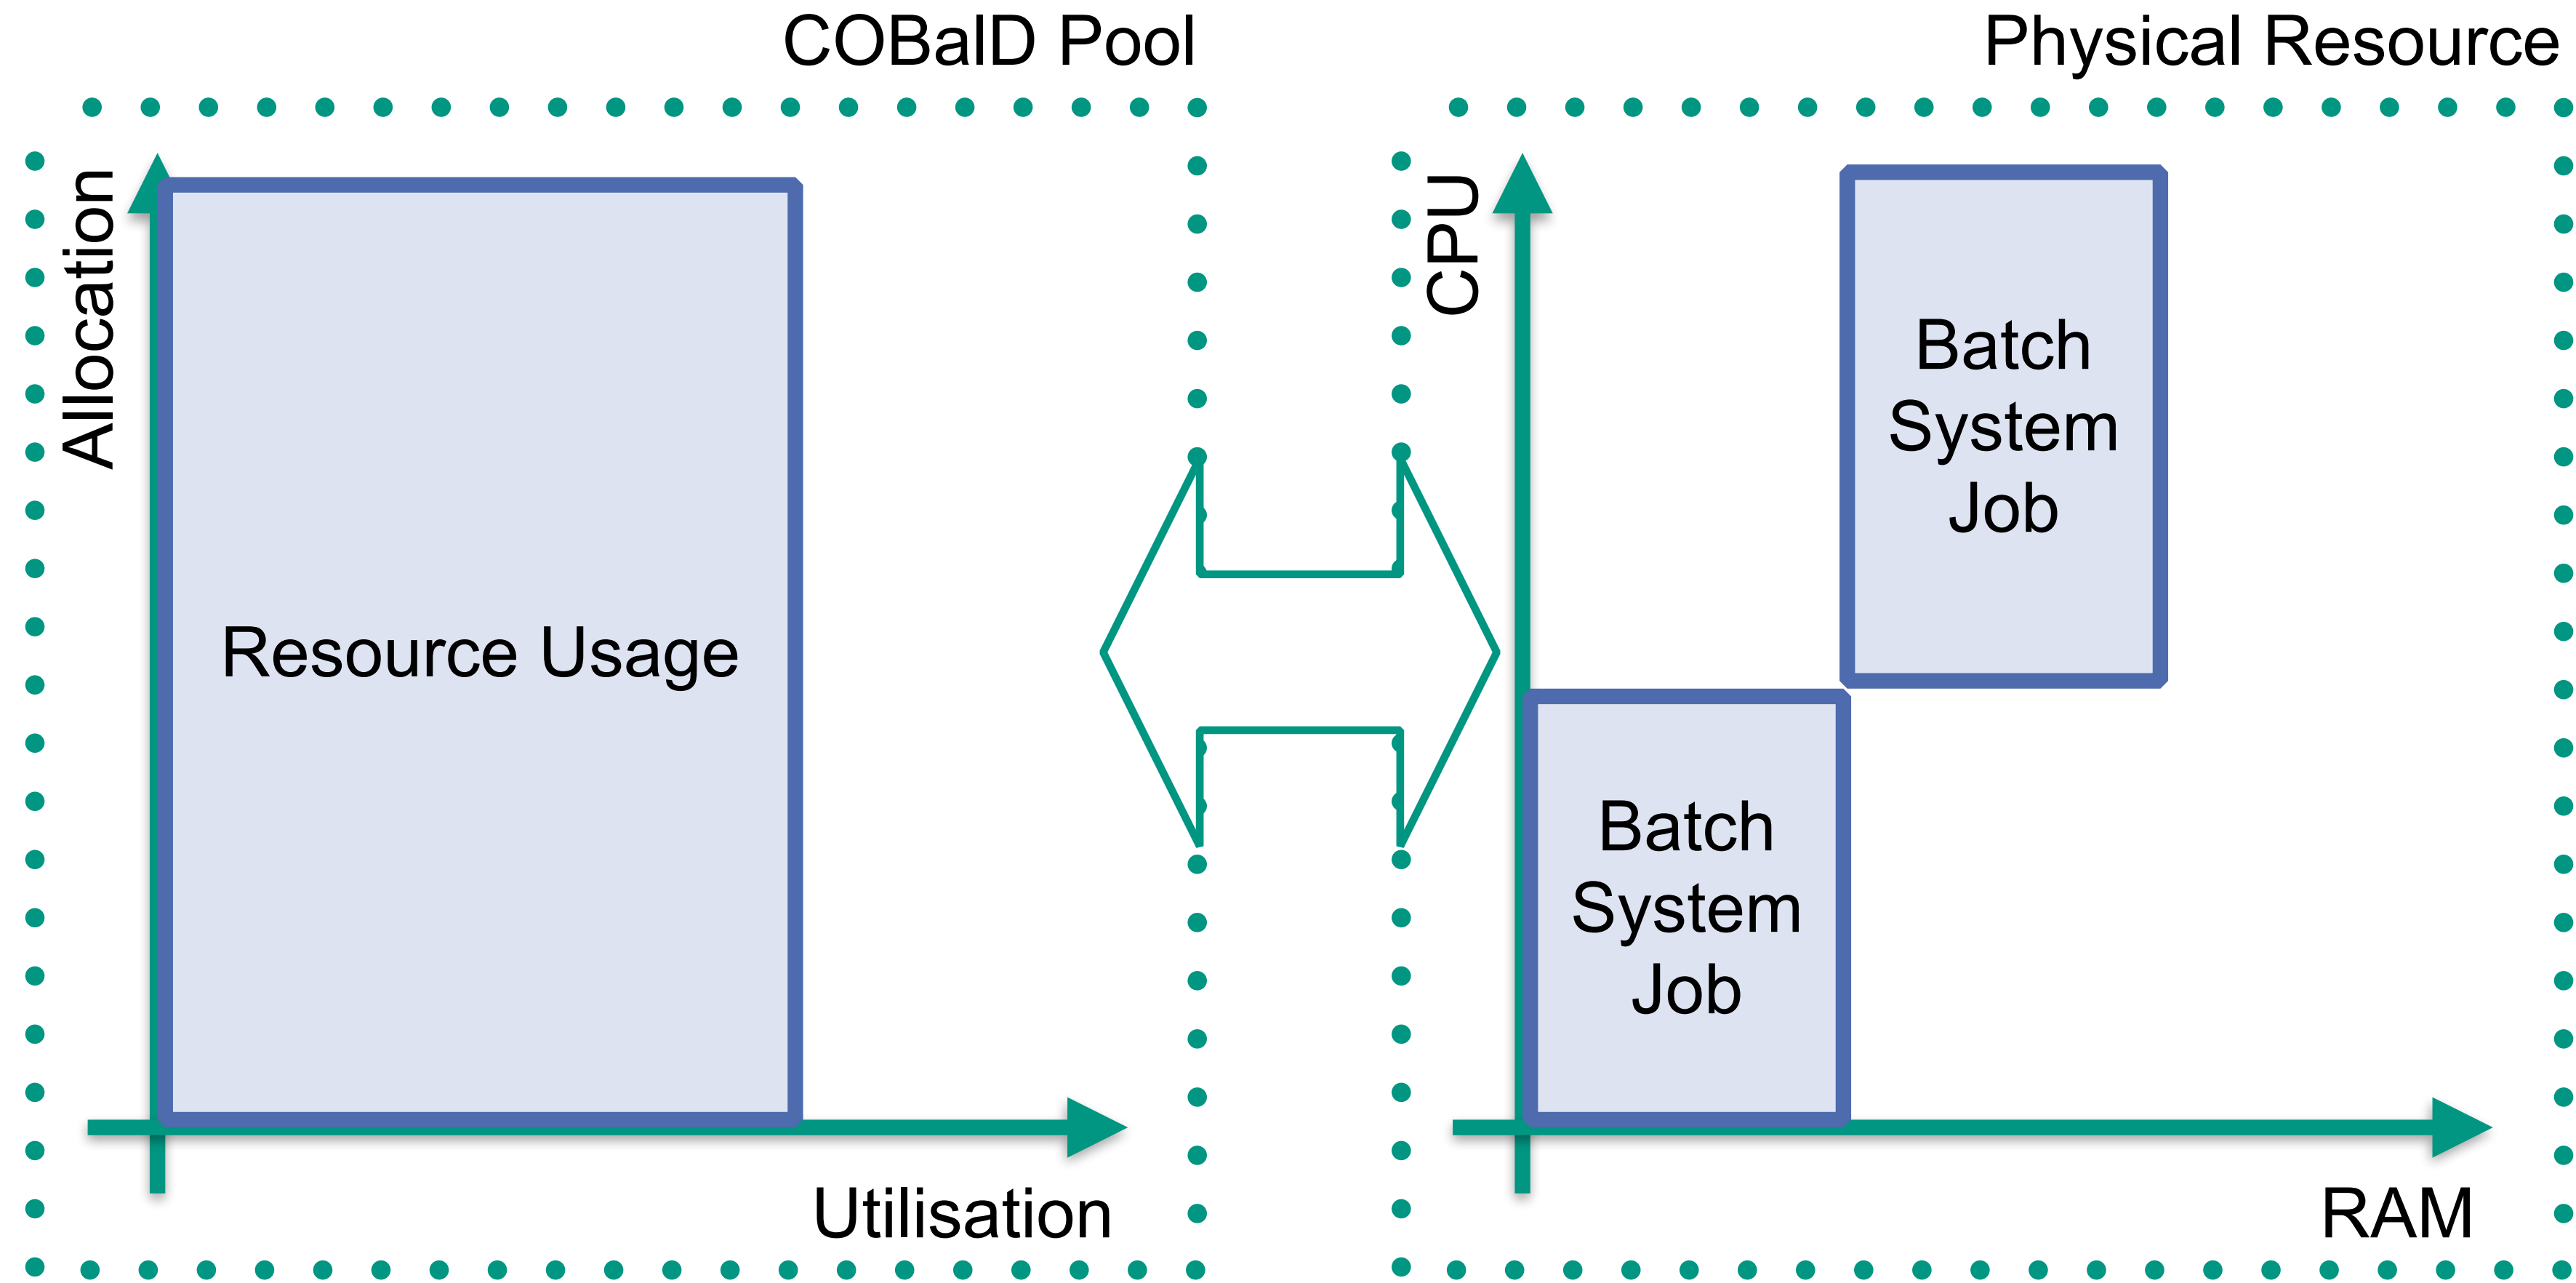 COBalD Pool
Allocation
Resource Usage
Utilisation
Physical Resource
CPU
Batch
System
Job
Batch
System
Job
RAM